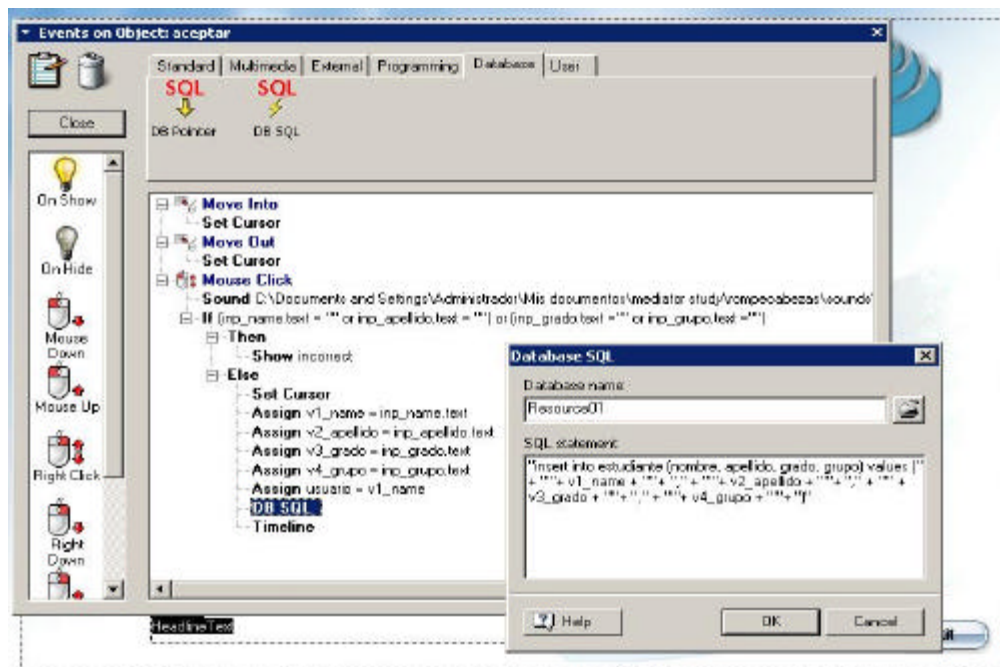 Events on Object: aceptar
Standard Multimedia External Programming Database User
SQL SQL
DB Pointer DB SQL
Close
On Show
On Hide
Mouse
Down
Mouse Up
Right Click
Right
Down
Move Into
Set Cursor
Move Out
Set Cursor
Mouse Click
Sound C:\Documents and Settings\Administrador\Mis documentos\mediator study\rompecabezas\sounds\
If (inp_name.text = "" or inp_apellido.text = "") or (inp_grado.text ="" or inp_grupo.text ="")
Then
Show incorrect
Else
Set Cursor
Assign v1_name = inp_name.text
Assign v2_apellido = inp_apellido.text
Assign v3_grado = inp_grado.text
Assign v4_grupo = inp_grupo.text
Assign usuario = v1_name
DB SQL
Timeline
Database SQL
Database name:
Resource01
SQL statement:
"insert into estudiante (nombre, apellido, grado, grupo) values ("
+ "'"+ v1_name + "'"+ "," + "'"+ v2_apellido + "'"+ "," + "'" +
v3_grado + "'"+ "," + "'"+ v4_grupo + "'"+ ")"
Help OK Cancel
HeadlineText